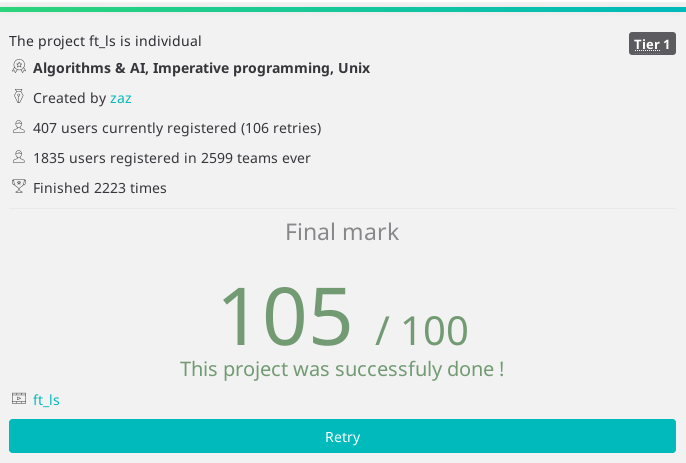 The project ft_ls is individual
Tier 1
Algorithms & AI, Imperative programming, Unix
Created by zaz
407 users currently registered (106 retries)
1835 users registered in 2599 teams ever
Finished 2223 times
Final mark
105 / 100
This project was successfuly done !
ft_ls
Retry